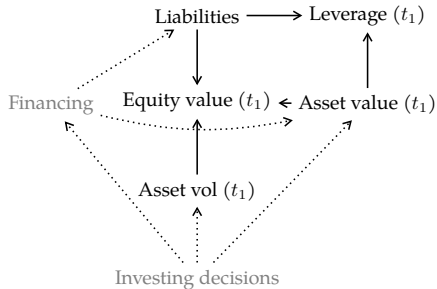 Liabilities Leverage (t₁)
Financing Equity value (t₁) Asset value (t₁)
Asset vol (t₁)
Investing decisions